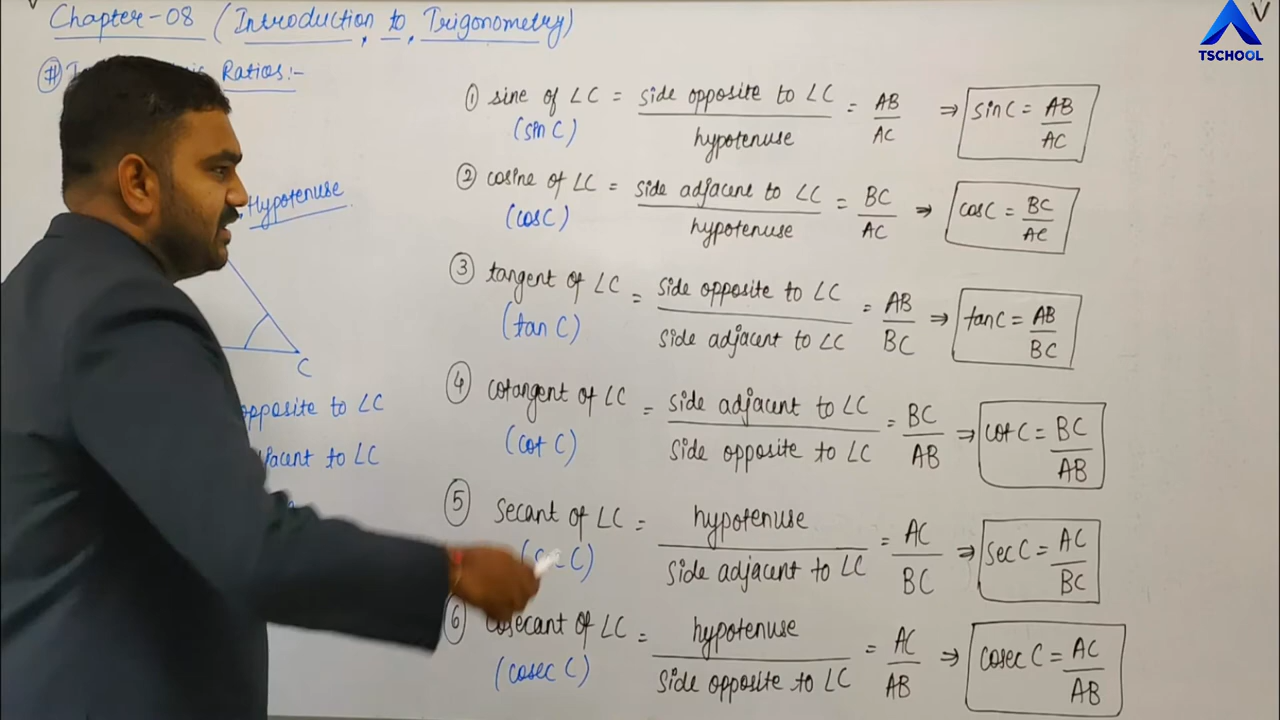 Chapter-08 (Introduction to Trigonometry)
TSCHOOL
# Ratios:-
Hypotenuse
C
opposite to ∠C
to ∠C
① sine of ∠C = side opposite to ∠C / hypotenuse = AB / AC ⇒ sin C = AB / AC
(sin C)
② cosine of ∠C = side adjacent to ∠C / hypotenuse = BC / AC ⇒ cos C = BC / AC
(cos C)
③ tangent of ∠C = side opposite to ∠C / side adjacent to ∠C = AB / BC ⇒ tan C = AB / BC
(tan C)
④ cotangent of ∠C = side adjacent to ∠C / side opposite to ∠C = BC / AB ⇒ cot C = BC / AB
(cot C)
⑤ secant of ∠C = hypotenuse / side adjacent to ∠C = AC / BC ⇒ sec C = AC / BC
C)
⑥ cosecant of ∠C = hypotenuse / side opposite to ∠C = AC / AB ⇒ cosec C = AC / AB
(cosec C)